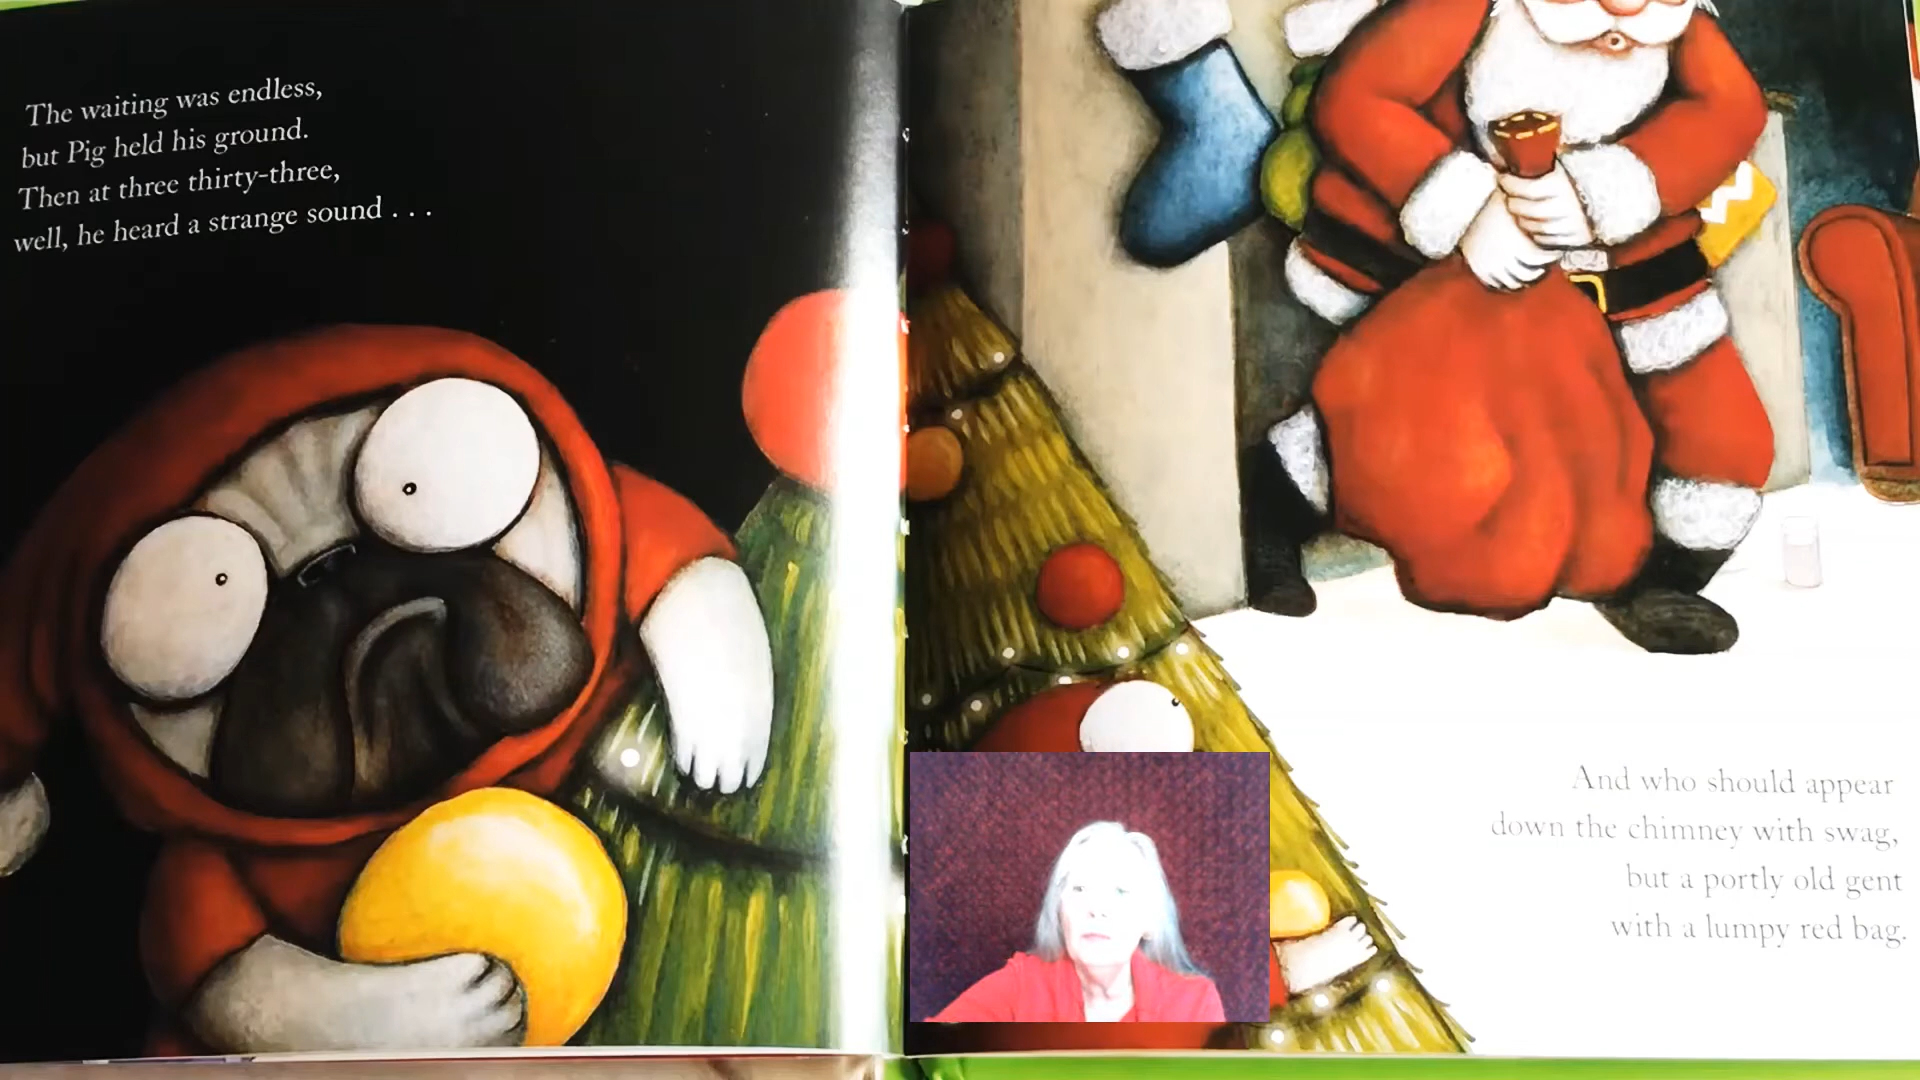 The waiting was endless,
but Pig held his ground.
Then at three thirty-three,
well, he heard a strange sound . . .
And who should appear
down the chimney with swag,
but a portly old gent
with a lumpy red bag.